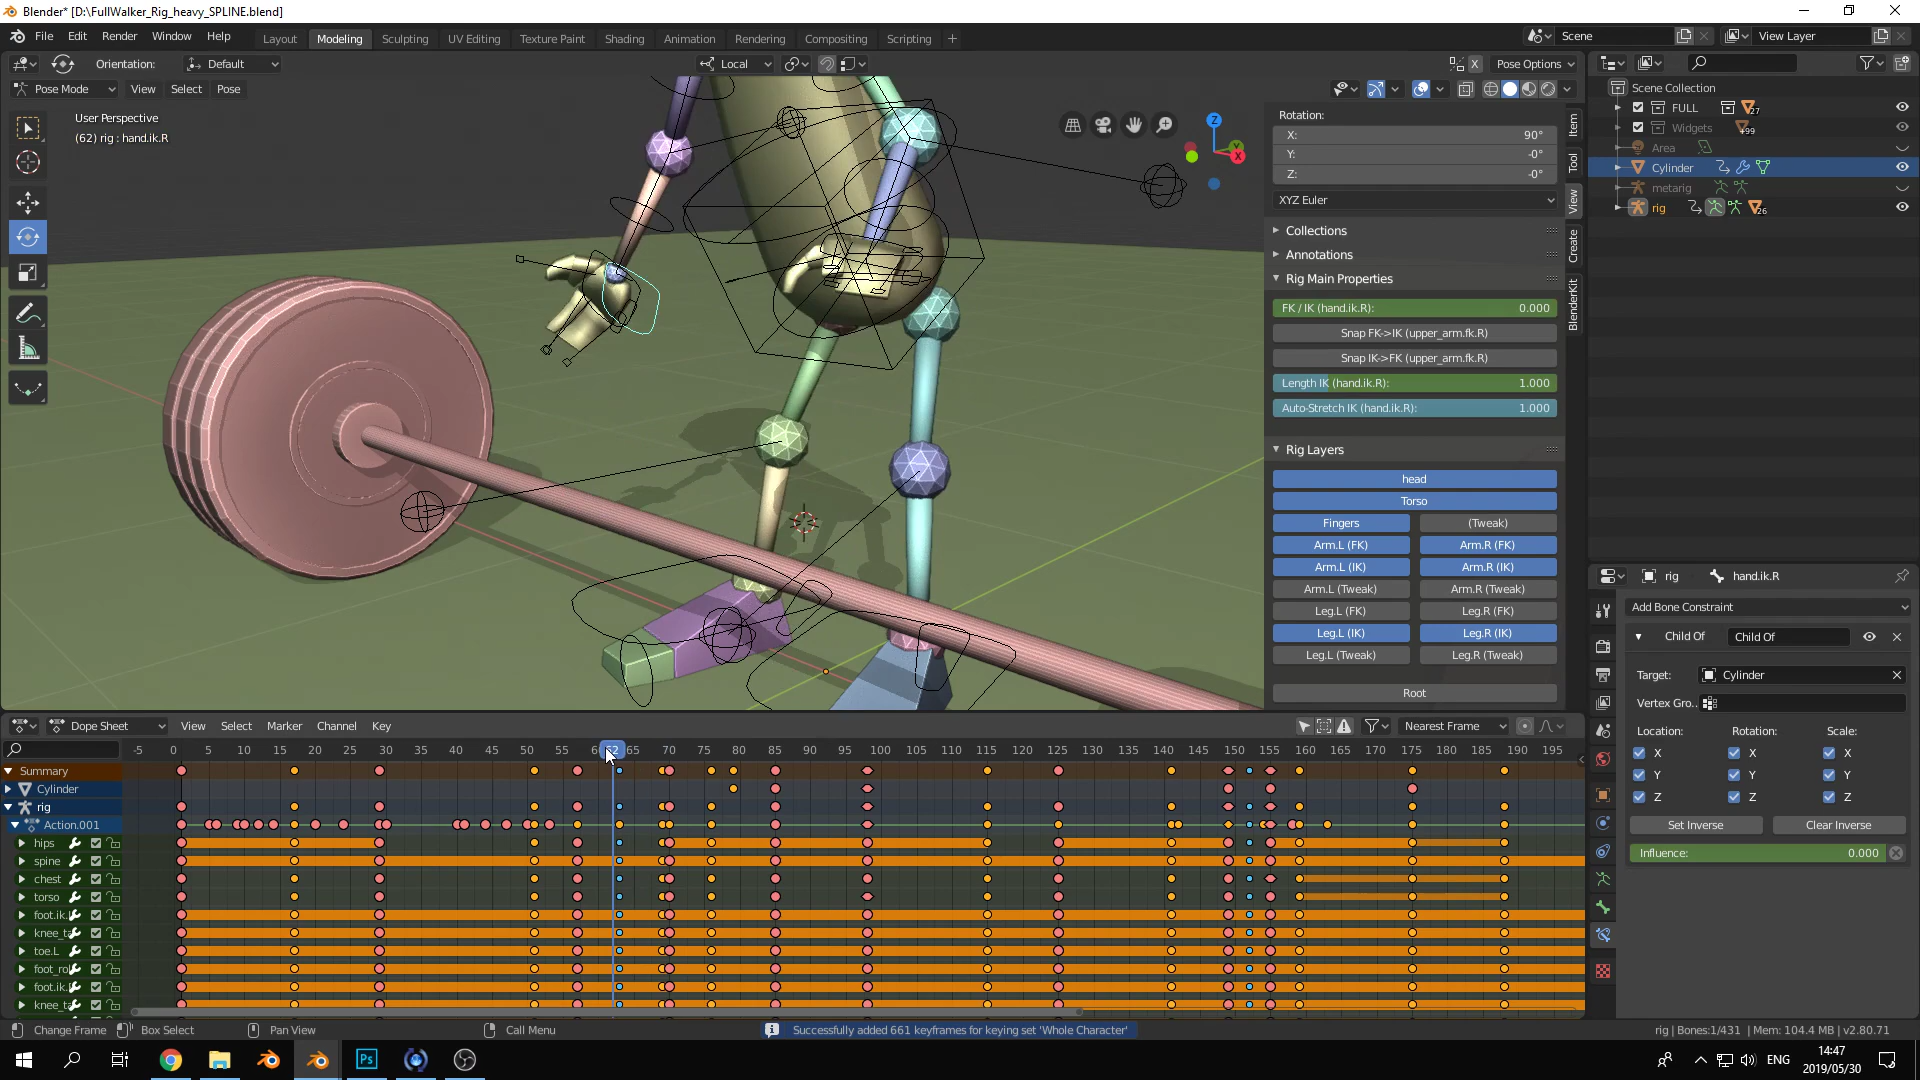 Blender* [D:\FullWalker_Rig_heavy_SPLINE.blend]
File Edit Render Window Help Layout Modeling Sculpting UV Editing Texture Paint Shading Animation Rendering Compositing Scripting + Scene View Layer
Orientation: Default Local X Pose Options
Pose Mode View Select Pose
User Perspective
(62) rig : hand.ik.R
Z
Y
X
Item
Tool
View
Create
BlenderKit
Rotation:
X: 90°
Y: -0°
Z: -0°
XYZ Euler
Collections
Annotations
Rig Main Properties
FK / IK (hand.ik.R): 0.000
Snap FK->IK (upper_arm.fk.R)
Snap IK->FK (upper_arm.fk.R)
Length IK (hand.ik.R): 1.000
Auto-Stretch IK (hand.ik.R): 1.000
Rig Layers
head
Torso
Fingers (Tweak)
Arm.L (FK) Arm.R (FK)
Arm.L (IK) Arm.R (IK)
Arm.L (Tweak) Arm.R (Tweak)
Leg.L (FK) Leg.R (FK)
Leg.L (IK) Leg.R (IK)
Leg.L (Tweak) Leg.R (Tweak)
Root
Scene Collection
FULL 27
Widgets +99
Area
Cylinder
metarig
rig 26
rig hand.ik.R
Add Bone Constraint
Child Of Child Of
Target: Cylinder
Vertex Gro..
Location: Rotation: Scale:
X X X
Y Y Y
Z Z Z
Set Inverse Clear Inverse
Influence: 0.000
Dope Sheet View Select Marker Channel Key Nearest Frame
-5 0 5 10 15 20 25 30 35 40 45 50 55 62 65 70 75 80 85 90 95 100 105 110 115 120 125 130 135 140 145 150 155 160 165 170 175 180 185 190 195
Summary
Cylinder
rig
Action.001
hips
spine
chest
torso
foot.ik.
knee_ta
toe.L
foot_ro
foot.ik.
knee_ta
Change Frame Box Select Pan View Call Menu Successfully added 661 keyframes for keying set 'Whole Character' rig | Bones:1/431 | Mem: 104.4 MB | v2.80.71
Ps ENG 14:47
2019/05/30